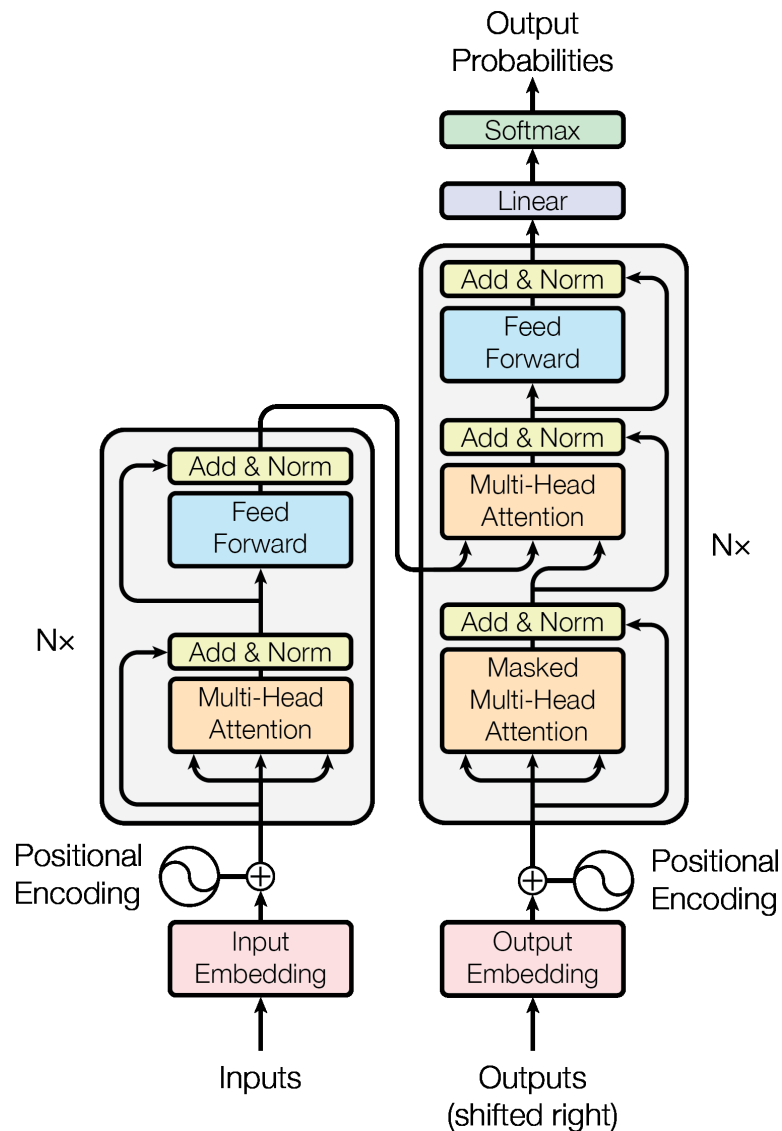 Output
Probabilities
Softmax
Linear
Add & Norm
Feed
Forward
Add & Norm
Multi-Head
Attention
Add & Norm
Masked
Multi-Head
Attention
N×
Add & Norm
Feed
Forward
Add & Norm
Multi-Head
Attention
N×
Positional
Encoding
Positional
Encoding
Input
Embedding
Output
Embedding
Inputs
Outputs
(shifted right)